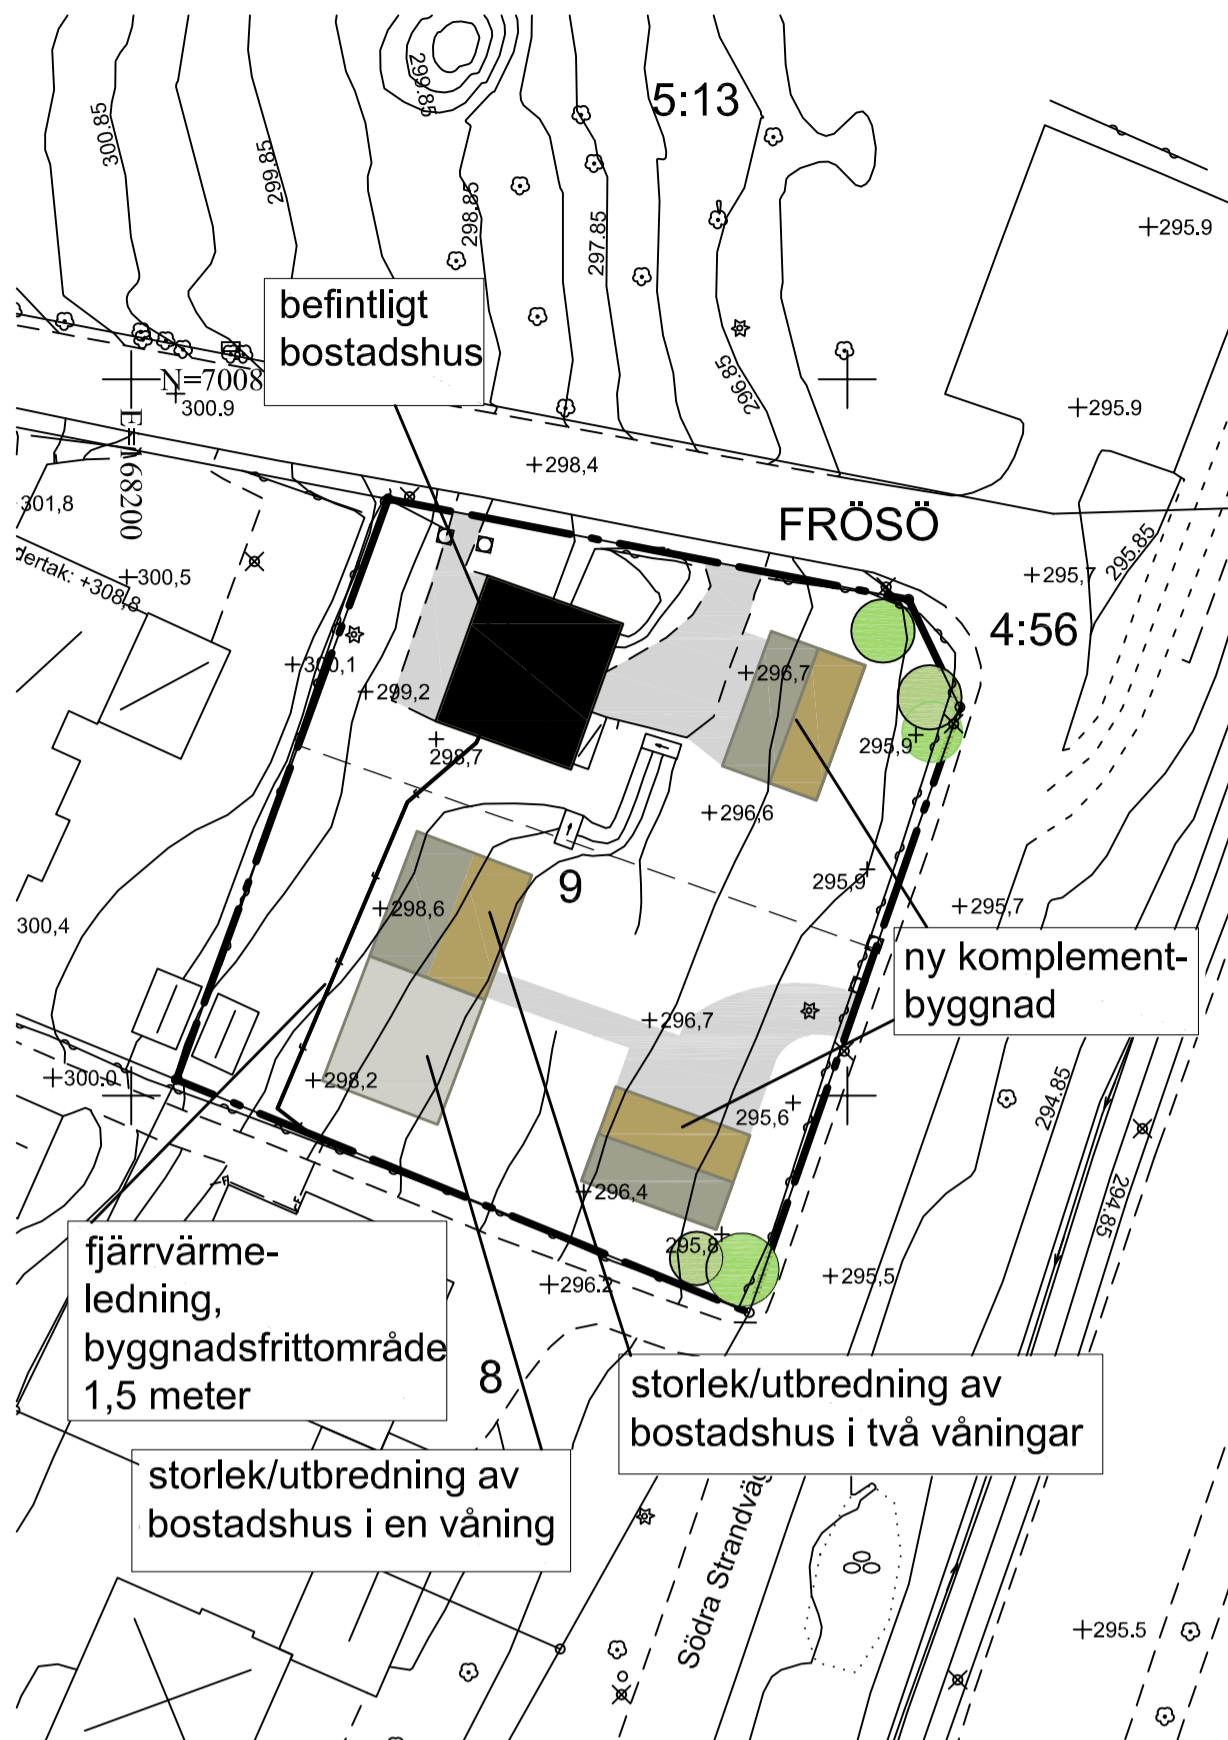 5:13
299.85
300.85
299.85
298.85
297.85
+295.9
befintligt
bostadshus
296.85
N=7008
300.9
E=168200
+295.9
+298,4
301,8
FRÖSÖ
295.85
+295,7
dertak: +308,8
+300,5
4:56
+300,1
+299,2
+296,7
298,7
295,9
+296,6
9
295,9
+298,6
+295,7
300,4
ny komplement-
byggnad
+296,7
+300.0
+298,2
295,6
294.85
294.85
+296,4
fjärrvärme-
ledning,
byggnadsfrittområde
1,5 meter
295,8
+296.2
+295,5
8
storlek/utbredning av
bostadshus i två våningar
storlek/utbredning av
bostadshus i en våning
Södra Strandväg
+295.5